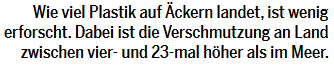 Wie viel Plastik auf Äckern landet, ist wenig
erforscht. Dabei ist die Verschmutzung an Land
zwischen vier- und 23-mal höher als im Meer.